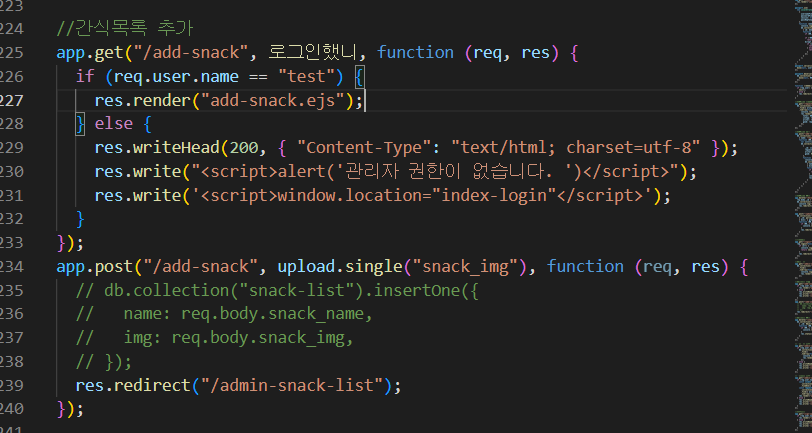 223
224 //간식목록 추가
225 app.get("/add-snack", 로그인했니, function (req, res) {
226 if (req.user.name == "test") {
227 res.render("add-snack.ejs");
228 } else {
229 res.writeHead(200, { "Content-Type": "text/html; charset=utf-8" });
230 res.write("<script>alert('관리자 권한이 없습니다. ')</script>");
231 res.write('<script>window.location="index-login"</script>');
232 }
233 });
234 app.post("/add-snack", upload.single("snack_img"), function (req, res) {
235 // db.collection("snack-list").insertOne({
236 //   name: req.body.snack_name,
237 //   img: req.body.snack_img,
238 // });
239 res.redirect("/admin-snack-list");
240 });
241